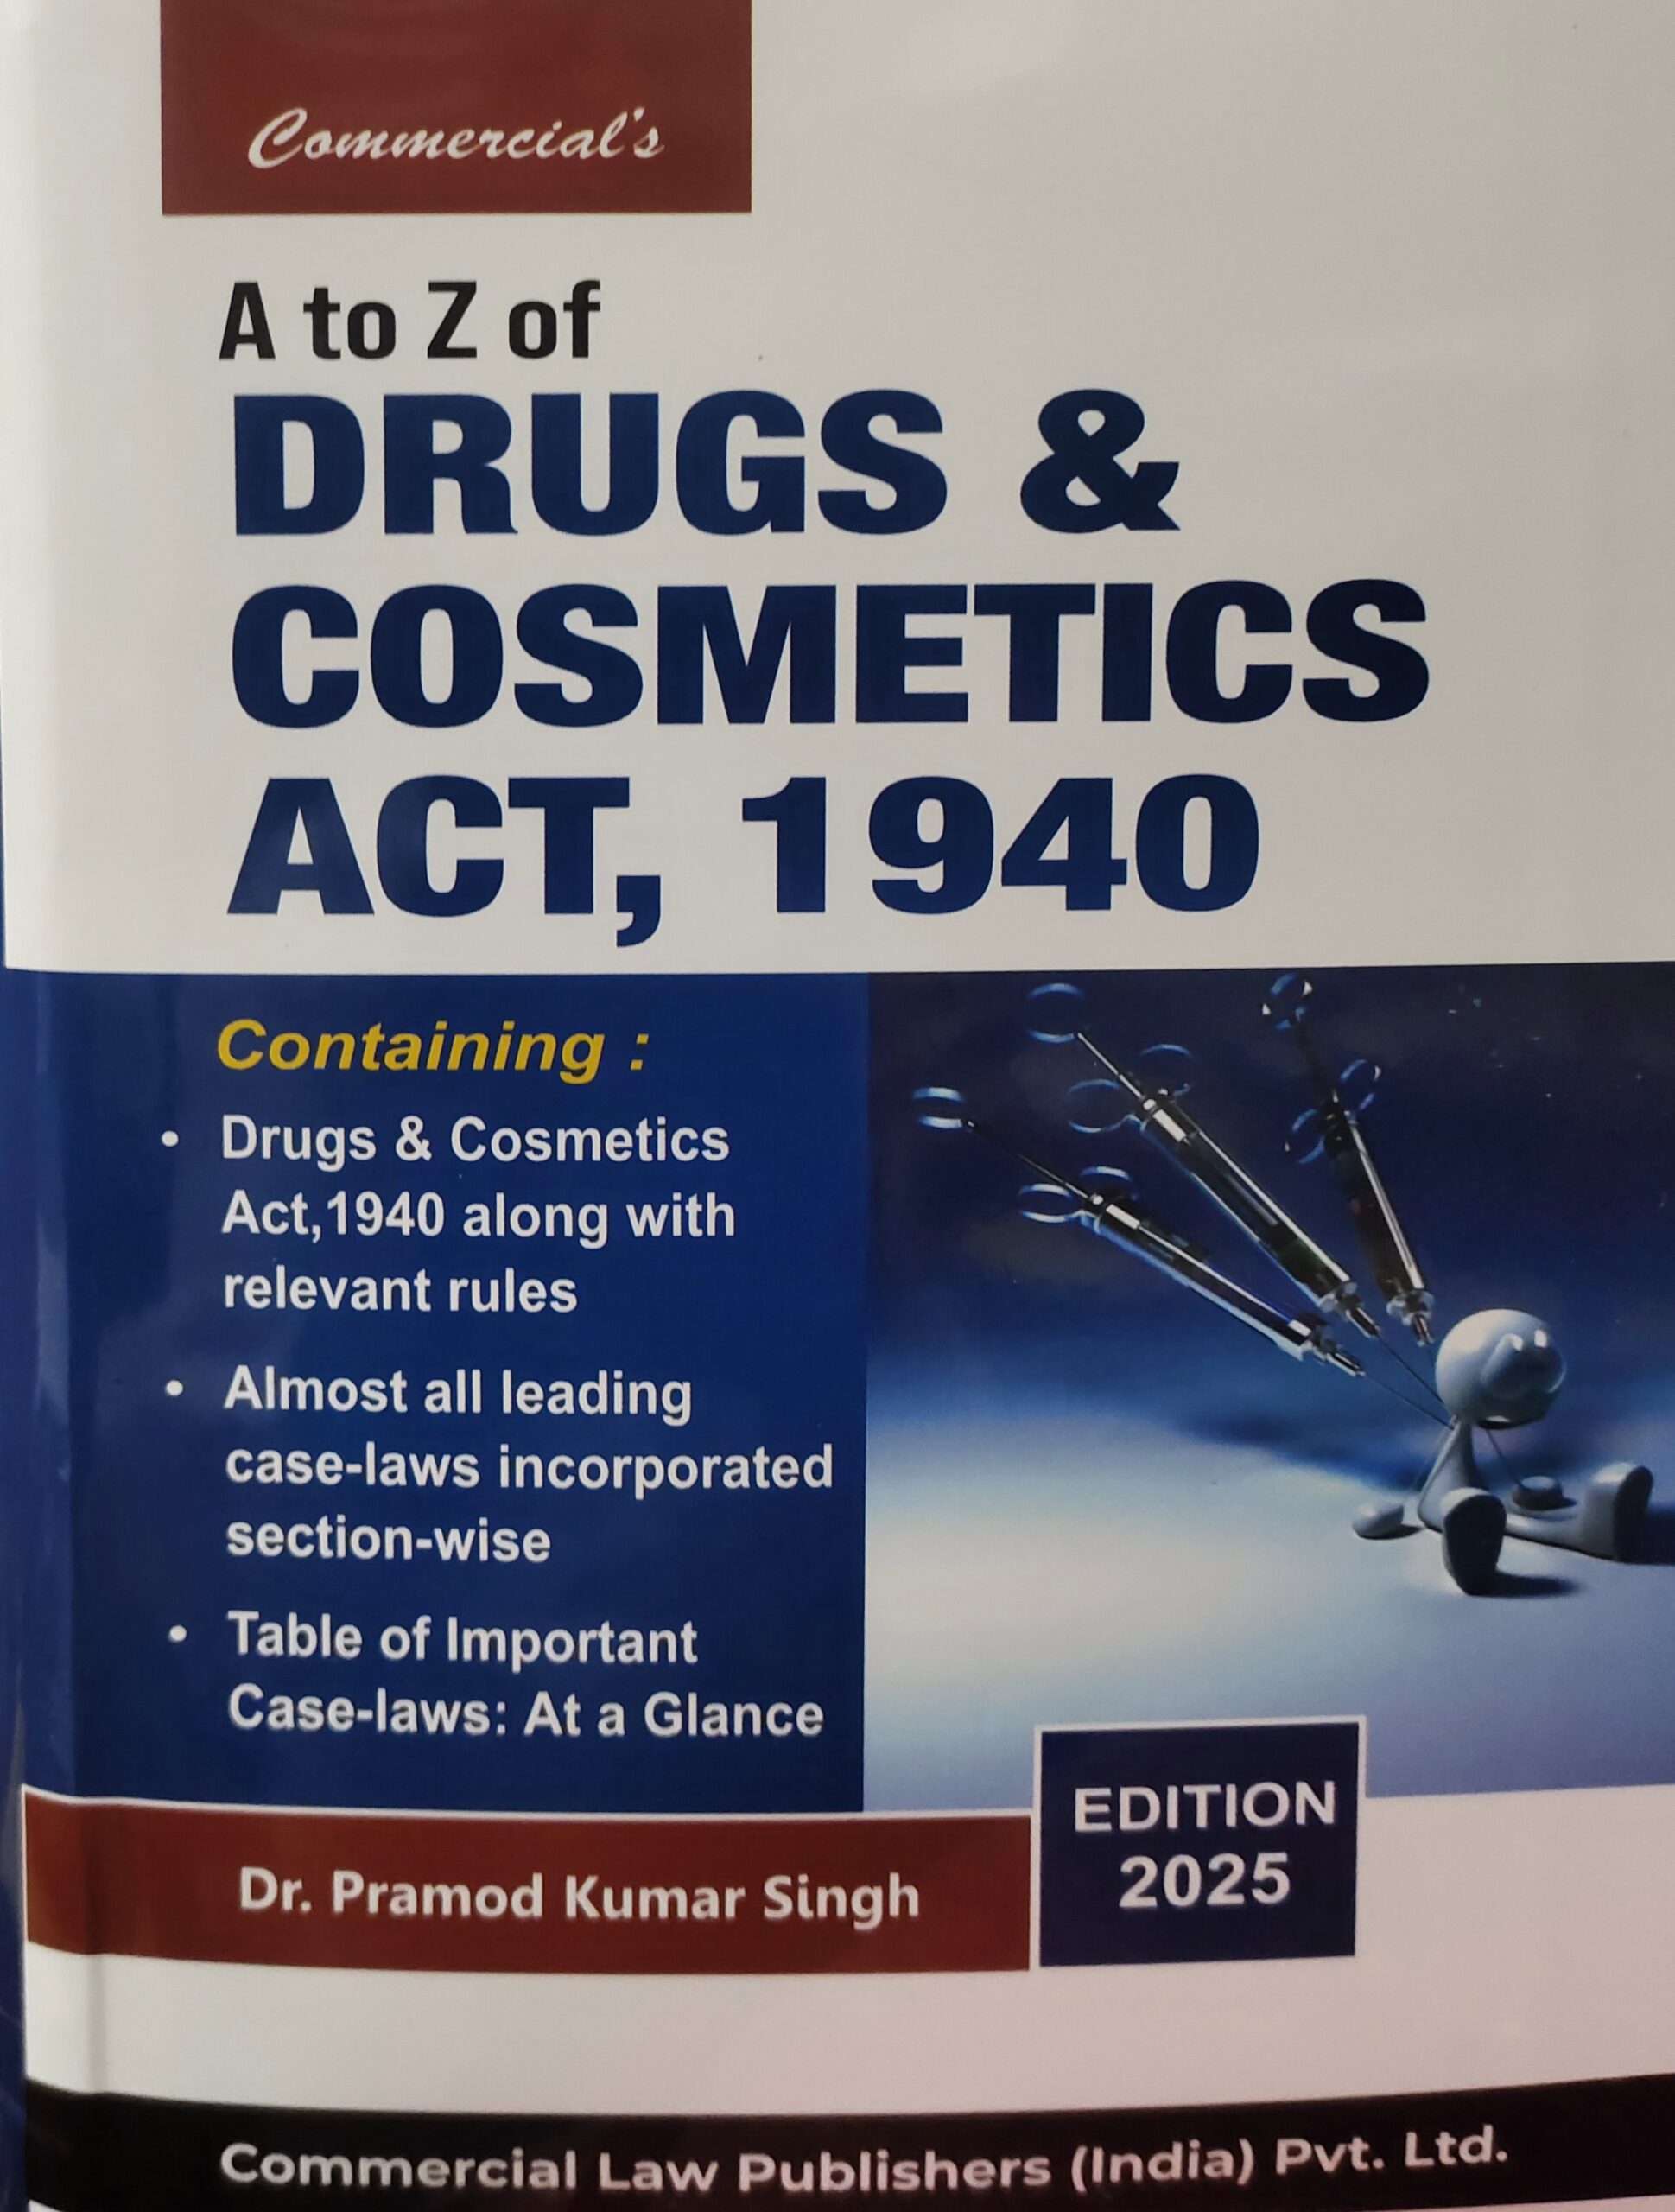 Commercial's
A to Z of
DRUGS &
COSMETICS
ACT, 1940
Containing :
• Drugs & Cosmetics
Act,1940 along with
relevant rules
• Almost all leading
case-laws incorporated
section-wise
• Table of Important
Case-laws: At a Glance
EDITION
2025
Dr. Pramod Kumar Singh
Commercial Law Publishers (India) Pvt. Ltd.